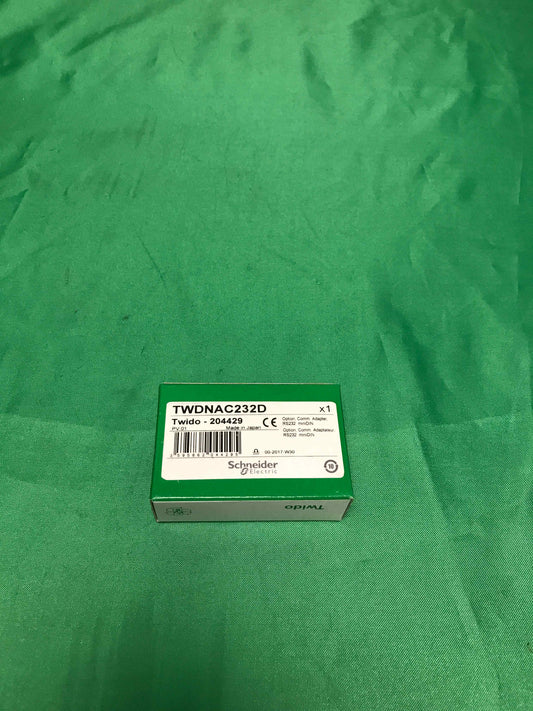 TWDNAC232D x1
Twido - 204429
PV:01 Made in Japan
CE
Option, Comm. Adapter,
RS232 miniDIN
Option, Comm. Adaptateur
RS232 miniDIN
Schneider
Electric
10
Twido